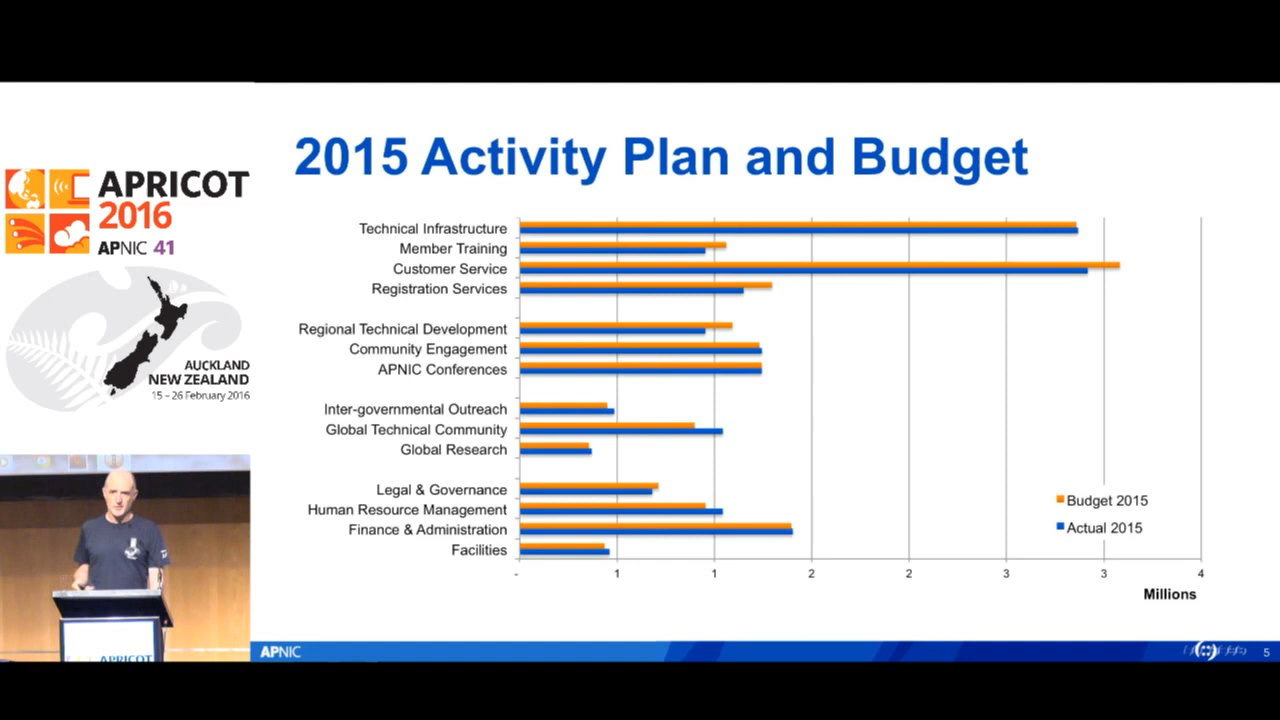 2015 Activity Plan and Budget
APRICOT
2016
APNIC 41
AUCKLAND
NEW ZEALAND
15 – 26 February 2016
Technical Infrastructure
Member Training
Customer Service
Registration Services
Regional Technical Development
Community Engagement
APNIC Conferences
Inter-governmental Outreach
Global Technical Community
Global Research
Legal & Governance
Human Resource Management
Finance & Administration
Facilities
Budget 2015
Actual 2015
- 1 1 2 2 3 3 4
Millions
APRICOT
APNIC
5